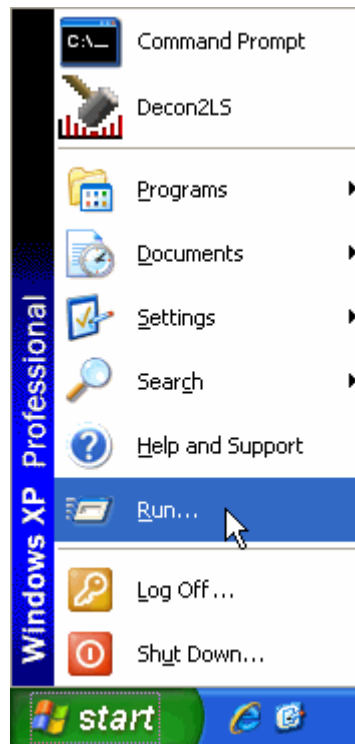 C:\_
Command Prompt
Decon2LS
Programs
Documents
Settings
Search
Help and Support
Run...
Log Off...
Shut Down...
Windows XP Professional
start